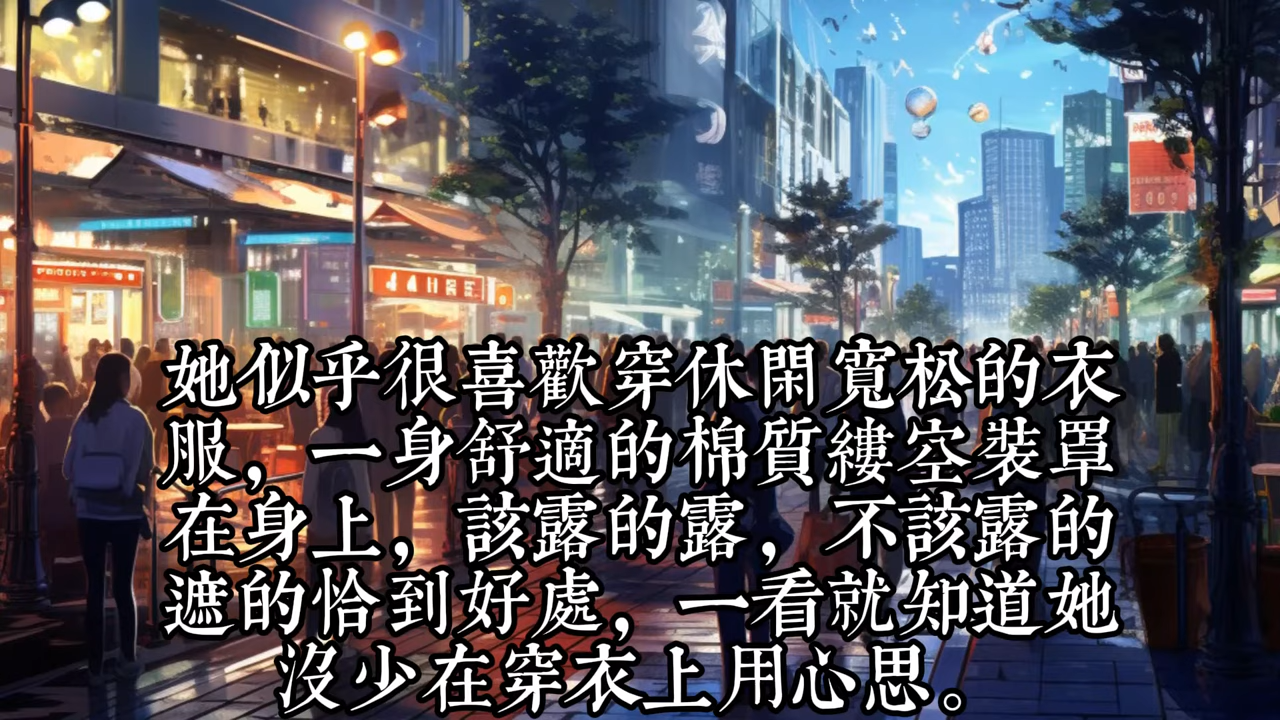 她似乎很喜歡穿休閑寬松的衣
服，一身舒適的棉質縷空裝罩
在身上，該露的露，不該露的
遮的恰到好處，一看就知道她
沒少在穿衣上用心思。